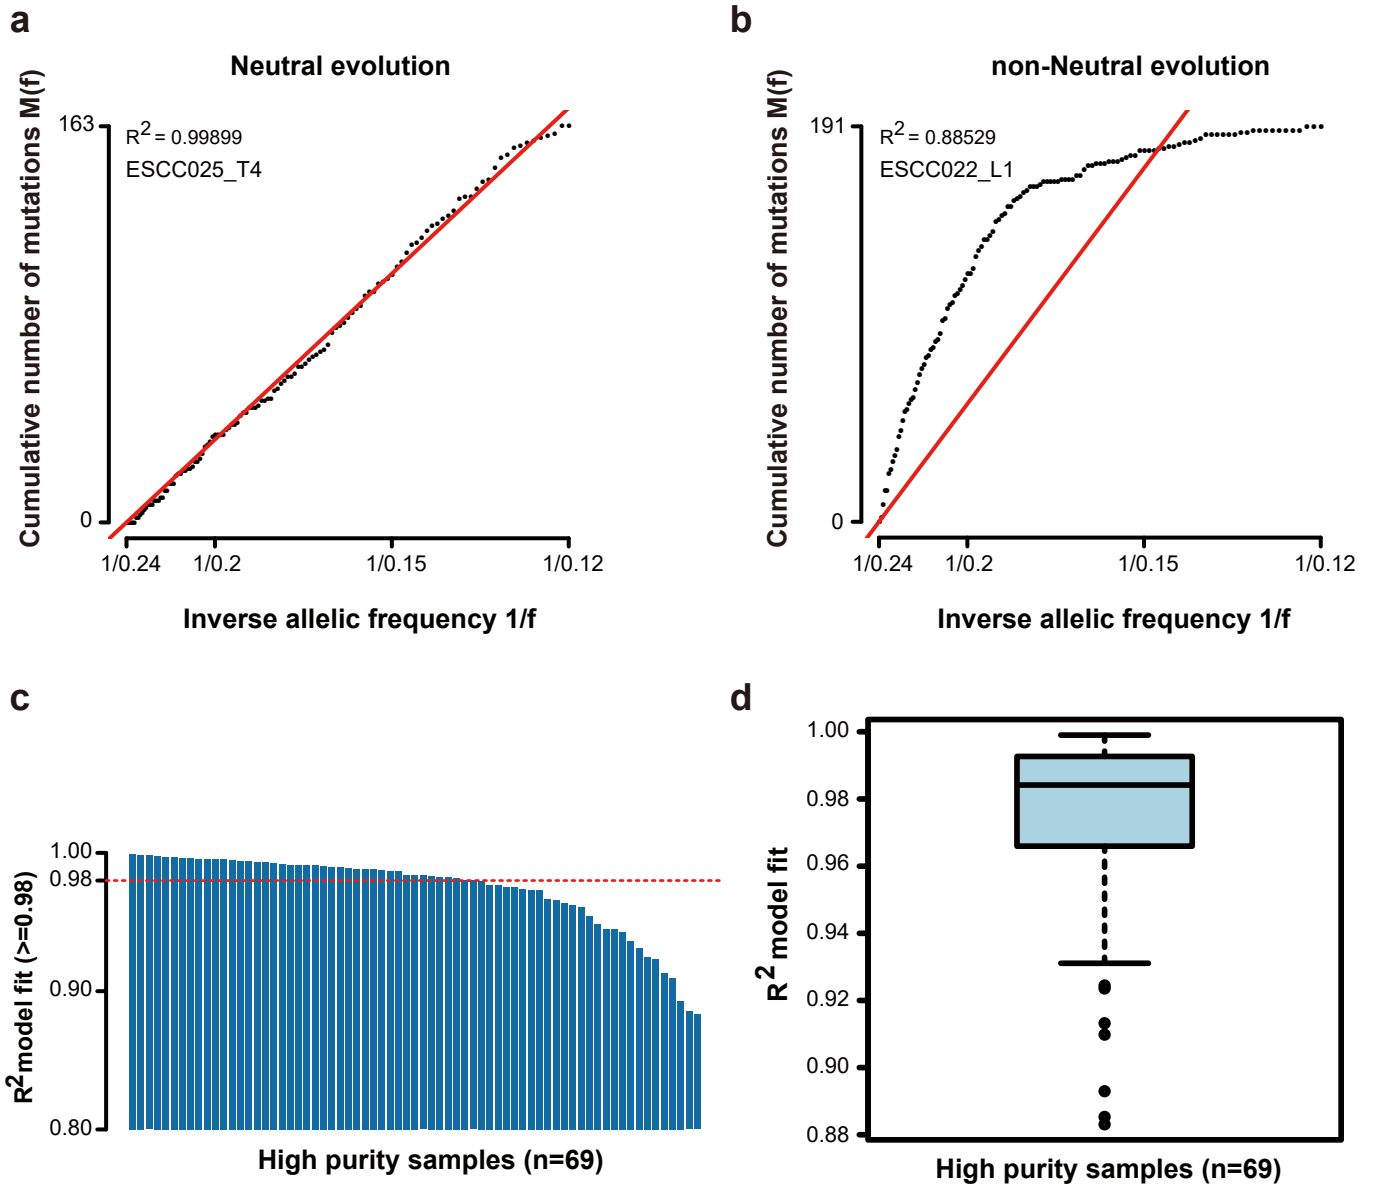 a
Neutral evolution
Cumulative number of mutations M(f)
163
0
R2 = 0.99899
ESCC025_T4
1/0.24
1/0.2
1/0.15
1/0.12
Inverse allelic frequency 1/f
b
non-Neutral evolution
Cumulative number of mutations M(f)
191
0
R2 = 0.88529
ESCC022_L1
1/0.24
1/0.2
1/0.15
1/0.12
Inverse allelic frequency 1/f
c
R2 model fit (>=0.98)
1.00
0.98
0.90
0.80
High purity samples (n=69)
d
R2 model fit
1.00
0.98
0.96
0.94
0.92
0.90
0.88
High purity samples (n=69)